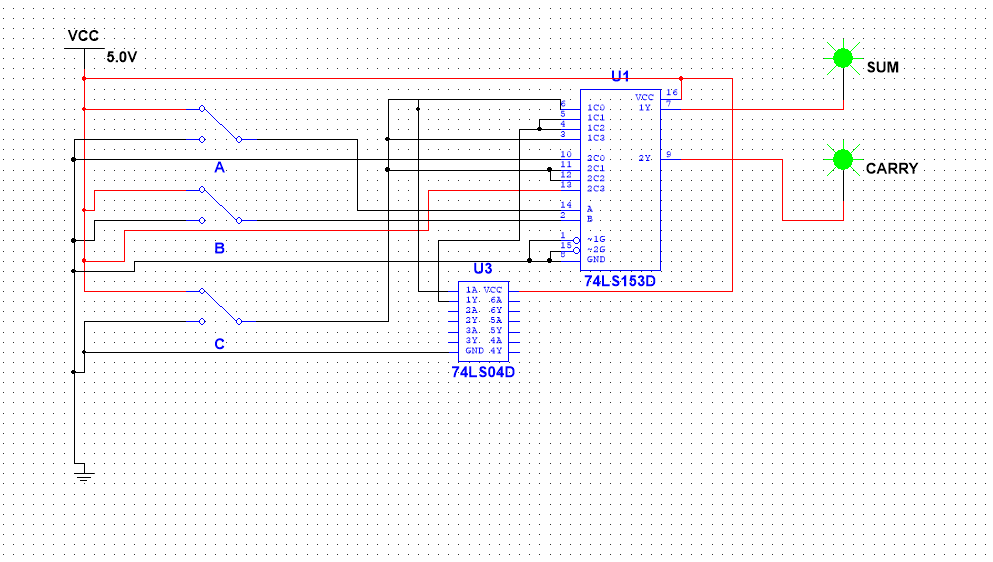 VCC
5.0V
SUM
CARRY
A
B
C
U1
6 1C0 VCC 16
5 1C1 1Y 7
4 1C2
3 1C3
10 2C0 2Y 9
11 2C1
12 2C2
13 2C3
14 A
2 B
1 ~1G
15 ~2G
8 GND
74LS153D
U3
1A VCC
1Y 6A
2A 6Y
2Y 5A
3A 5Y
3Y 4A
GND 4Y
74LS04D